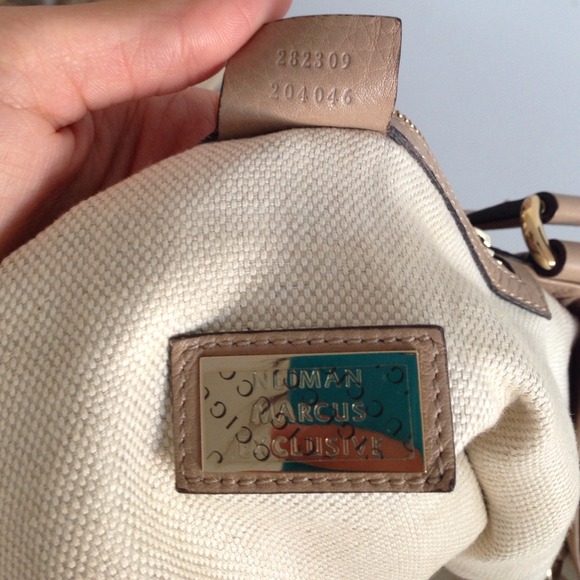 282309
204046
NEIMAN
MARCUS
EXCLUSIVE